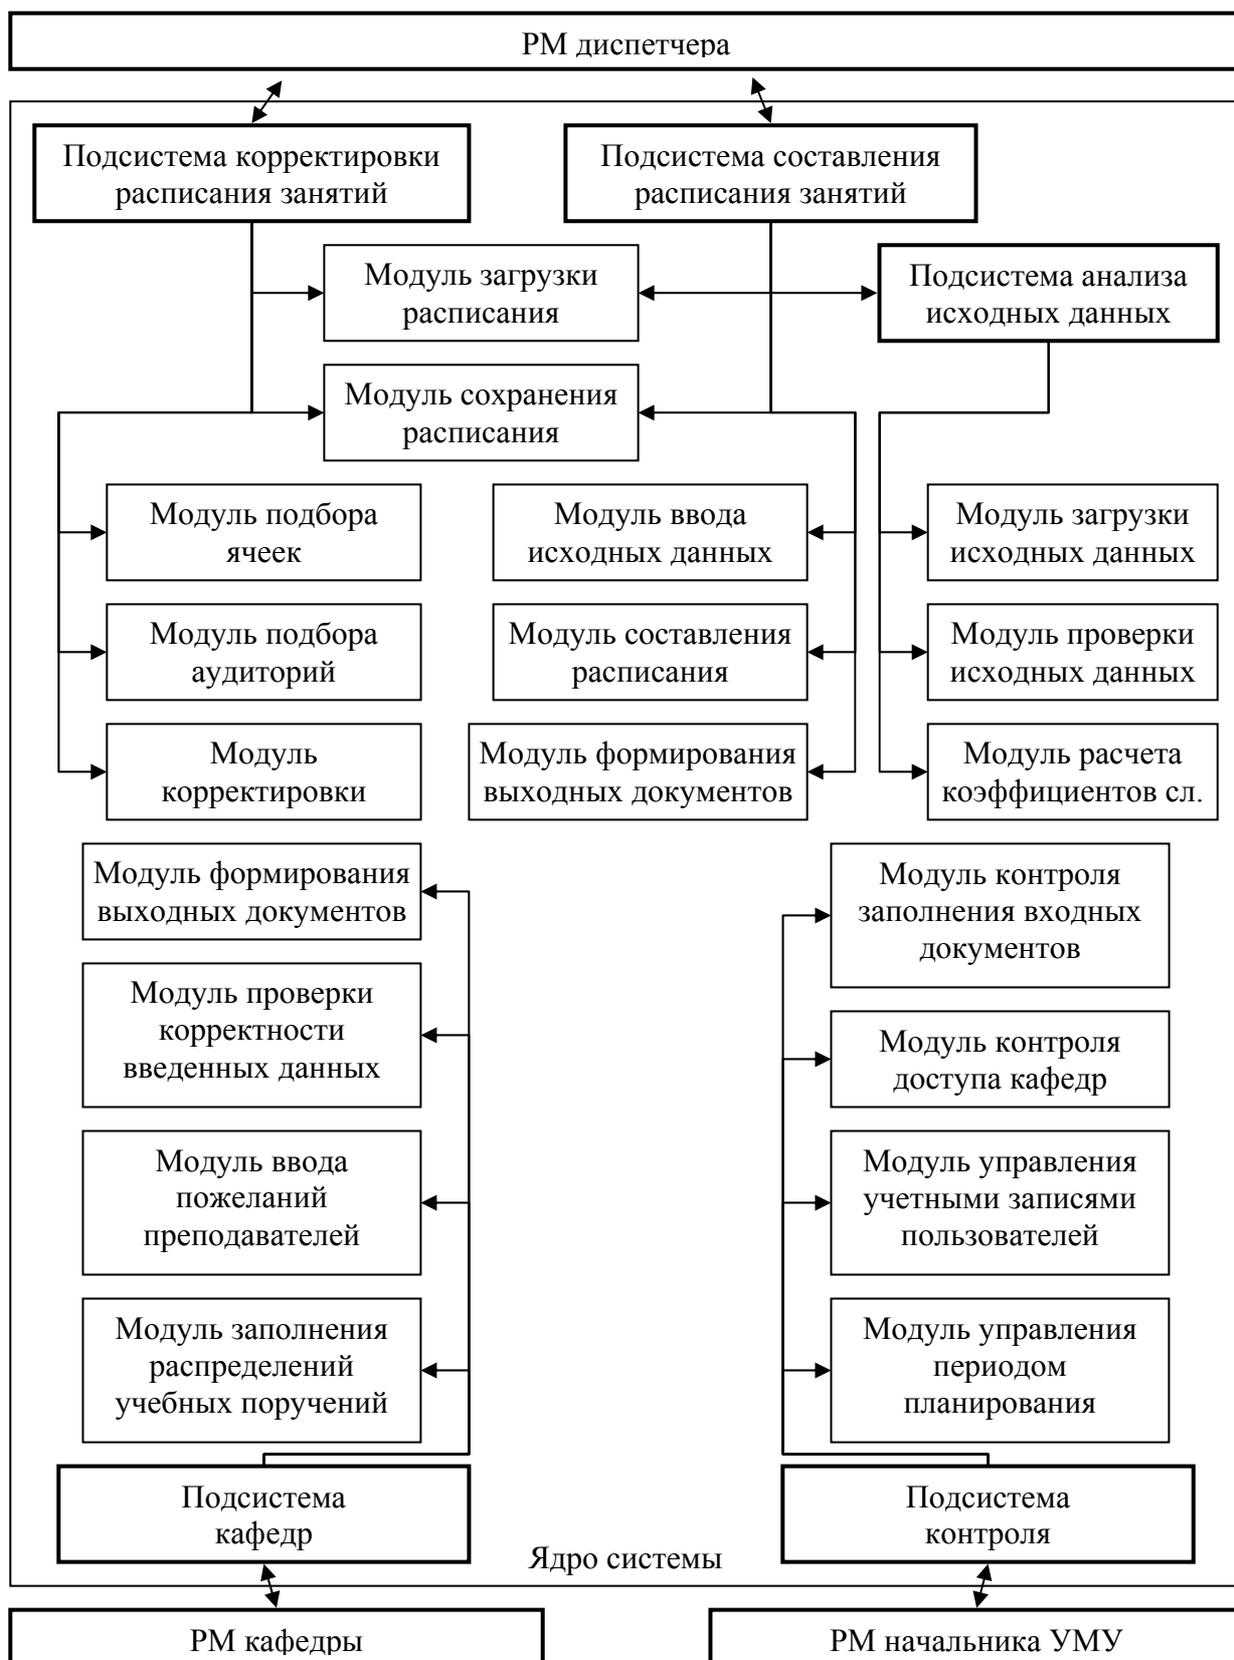 РМ диспетчера
Подсистема корректировки
расписания занятий
Подсистема составления
расписания занятий
Модуль загрузки
расписания
Подсистема анализа
исходных данных
Модуль сохранения
расписания
Модуль подбора
ячеек
Модуль ввода
исходных данных
Модуль загрузки
исходных данных
Модуль подбора
аудиторий
Модуль составления
расписания
Модуль проверки
исходных данных
Модуль
корректировки
Модуль формирования
выходных документов
Модуль расчета
коэффициентов сл.
Модуль формирования
выходных документов
Модуль контроля
заполнения входных
документов
Модуль проверки
корректности
введенных данных
Модуль контроля
доступа кафедр
Модуль ввода
пожеланий
преподавателей
Модуль управления
учетными записями
пользователей
Модуль заполнения
распределений
учебных поручений
Модуль управления
периодом
планирования
Подсистема
кафедр
Подсистема
контроля
Ядро системы
РМ кафедры
РМ начальника УМУ